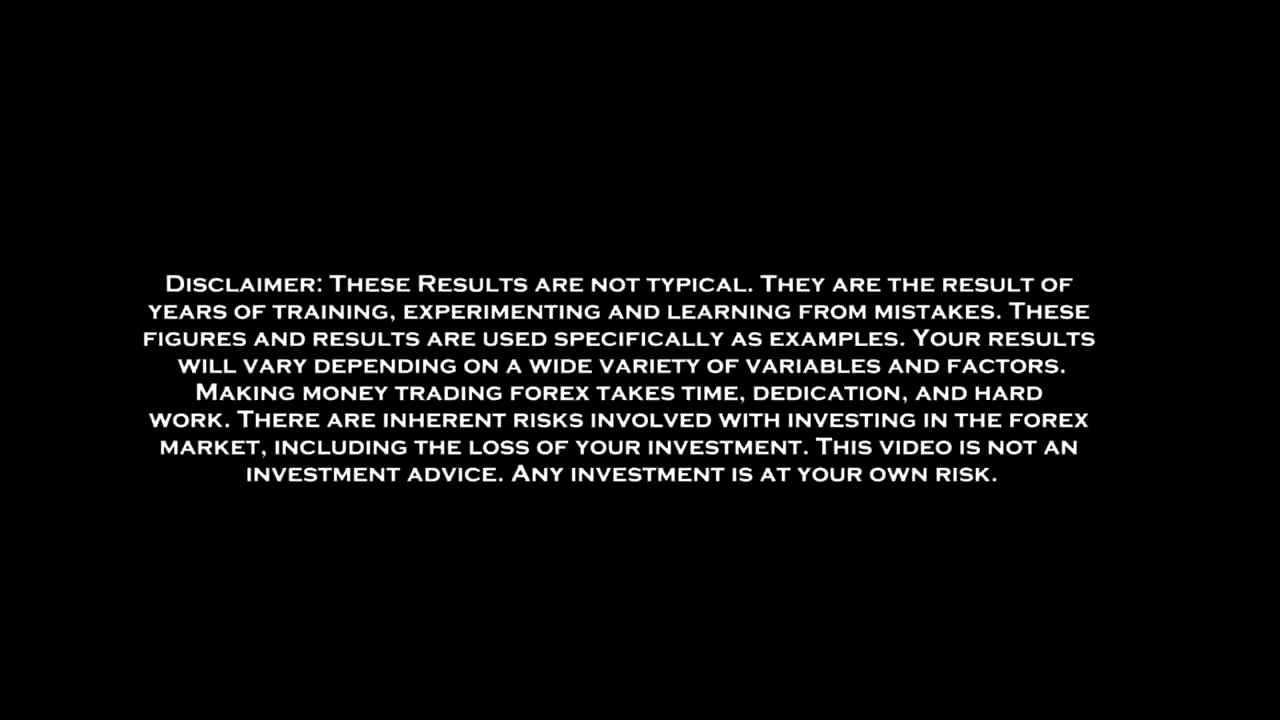 Disclaimer: These Results are not typical. They are the result of
years of training, experimenting and learning from mistakes. These
figures and results are used specifically as examples. Your results
will vary depending on a wide variety of variables and factors.
Making money trading forex takes time, dedication, and hard
work. There are inherent risks involved with investing in the forex
market, including the loss of your investment. This video is not an
investment advice. Any investment is at your own risk.